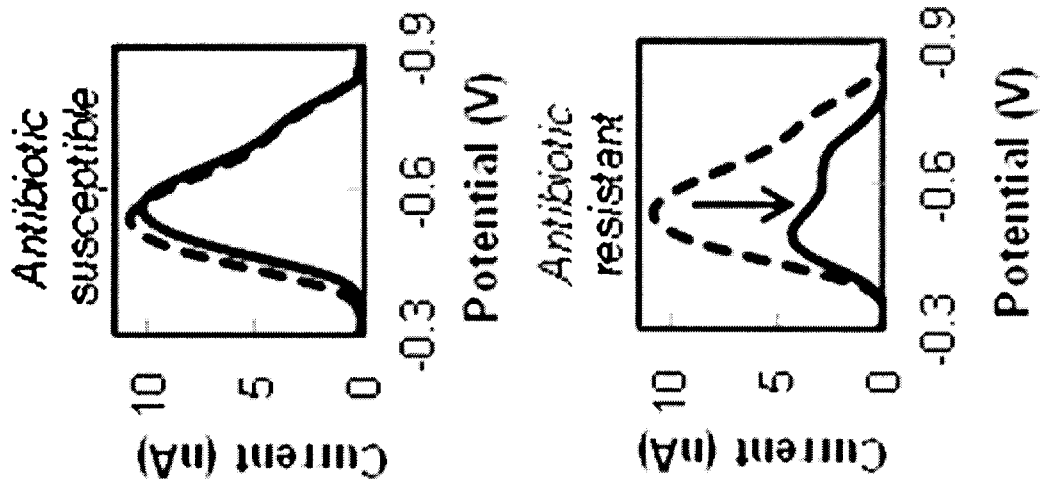 Antibiotic
susceptible
10
5
0
Current (nA)
-0.3
-0.6
-0.9
Potential (V)
Antibiotic
resistant
10
5
0
Current (nA)
-0.3
-0.6
-0.9
Potential (V)